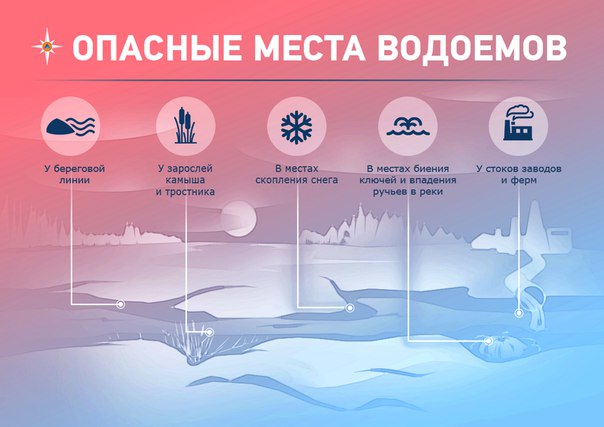 ОПАСНЫЕ МЕСТА ВОДОЕМОВ
У береговой
линии
У зарослей
камыша
и тростника
В местах
скопления снега
В местах биения
ключей и впадения
ручьев в реки
У стоков заводов
и ферм